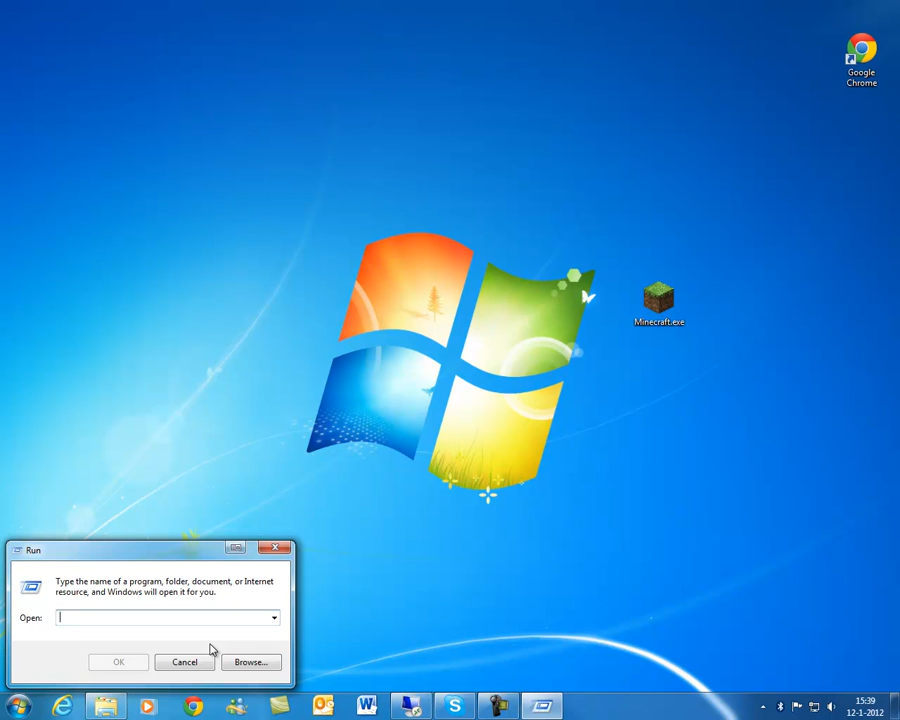 Google
Chrome
Minecraft.exe
Run
Type the name of a program, folder, document, or Internet
resource, and Windows will open it for you.
Open:
OK
Cancel
Browse...
15:39
12-1-2012